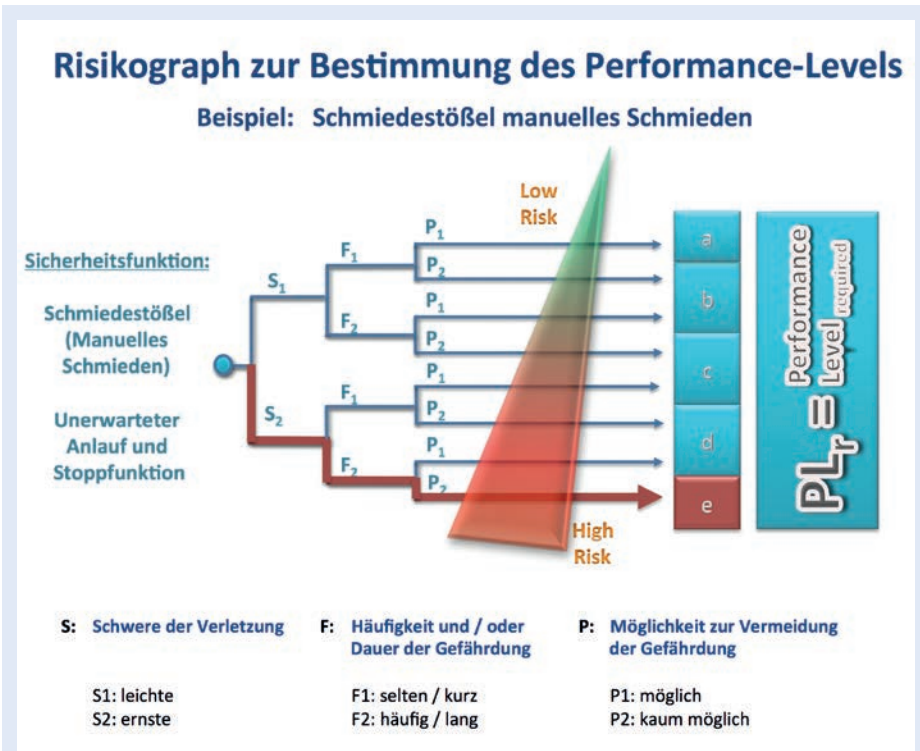 Risikograph zur Bestimmung des Performance-Levels
Beispiel: Schmiedestößel manuelles Schmieden
Sicherheitsfunktion:
Schmiedestößel
(Manuelles
Schmieden)
Unerwarteter
Anlauf und
Stoppfunktion
S1
S2
F1
F2
F1
F2
P1
P2
P1
P2
P1
P2
P1
P2
Low
Risk
High
Risk
a
b
c
d
e
PLr = Performance
Level required
S: Schwere der Verletzung
S1: leichte
S2: ernste
F: Häufigkeit und / oder
Dauer der Gefährdung
F1: selten / kurz
F2: häufig / lang
P: Möglichkeit zur Vermeidung
der Gefährdung
P1: möglich
P2: kaum möglich